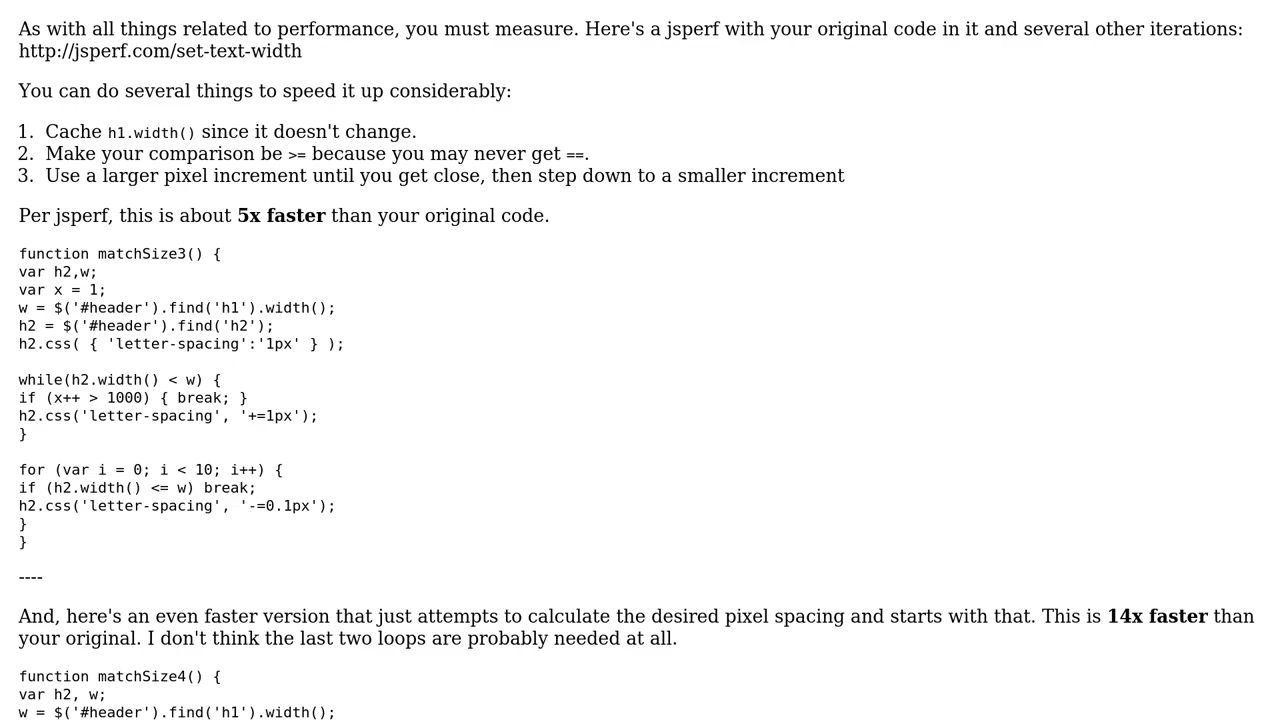 As with all things related to performance, you must measure. Here's a jsperf with your original code in it and several other iterations:
http://jsperf.com/set-text-width
You can do several things to speed it up considerably:
1. Cache h1.width() since it doesn't change.
2. Make your comparison be >= because you may never get ==.
3. Use a larger pixel increment until you get close, then step down to a smaller increment
Per jsperf, this is about 5x faster than your original code.
function matchSize3() {
var h2,w;
var x = 1;
w = $('#header').find('h1').width();
h2 = $('#header').find('h2');
h2.css( { 'letter-spacing':'1px' } );
while(h2.width() < w) {
if (x++ > 1000) { break; }
h2.css('letter-spacing', '+=1px');
}
for (var i = 0; i < 10; i++) {
if (h2.width() <= w) break;
h2.css('letter-spacing', '-=0.1px');
}
}
----
And, here's an even faster version that just attempts to calculate the desired pixel spacing and starts with that. This is 14x faster than
your original. I don't think the last two loops are probably needed at all.
function matchSize4() {
var h2, w;
w = $('#header').find('h1').width();